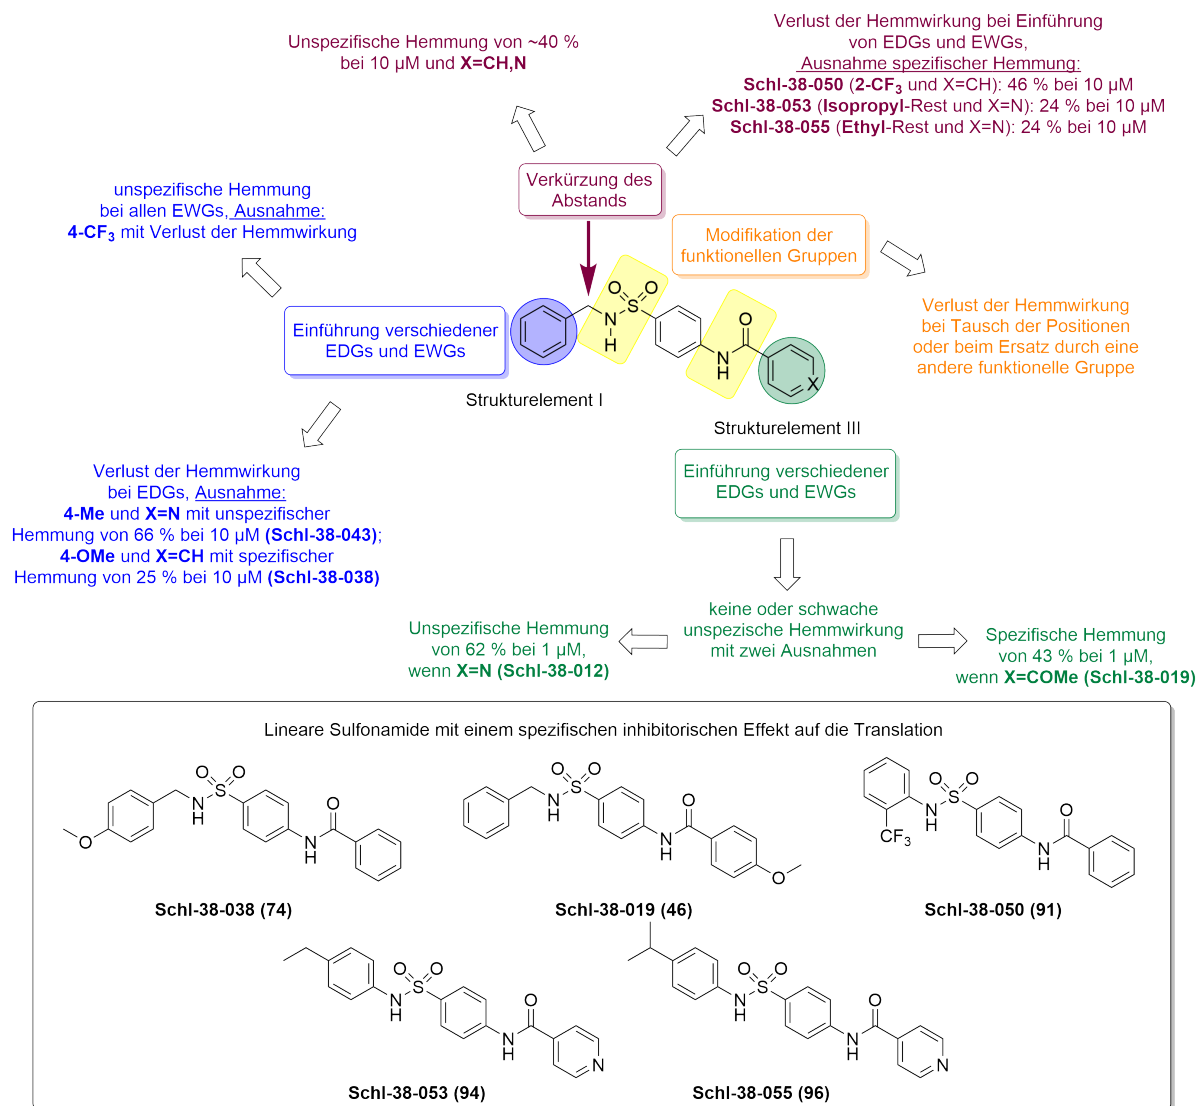 Unspezifische Hemmung von ~40 %
bei 10 µM und X=CH,N
Verlust der Hemmwirkung bei Einführung
von EDGs und EWGs,
Ausnahme spezifischer Hemmung:
Schl-38-050 (2-CF3 und X=CH): 46 % bei 10 µM
Schl-38-053 (Isopropyl-Rest und X=N): 24 % bei 10 µM
Schl-38-055 (Ethyl-Rest und X=N): 24 % bei 10 µM
Verkürzung des
Abstands
unspezifische Hemmung
bei allen EWGs, Ausnahme:
4-CF3 mit Verlust der Hemmwirkung
Modifikation der
funktionellen Gruppen
Verlust der Hemmwirkung
bei Tausch der Positionen
oder beim Ersatz durch eine
andere funktionelle Gruppe
Einführung verschiedener
EDGs und EWGs
O O
S
N
H
O
N
H
X
Strukturelement I
Strukturelement III
Einführung verschiedener
EDGs und EWGs
Verlust der Hemmwirkung
bei EDGs, Ausnahme:
4-Me und X=N mit unspezifischer
Hemmung von 66 % bei 10 µM (Schl-38-043);
4-OMe und X=CH mit spezifischer
Hemmung von 25 % bei 10 µM (Schl-38-038)
keine oder schwache
unspezische Hemmwirkung
mit zwei Ausnahmen
Unspezifische Hemmung
von 62 % bei 1 µM,
wenn X=N (Schl-38-012)
Spezifische Hemmung
von 43 % bei 1 µM,
wenn X=COMe (Schl-38-019)
Lineare Sulfonamide mit einem spezifischen inhibitorischen Effekt auf die Translation
O O
S
N
H
O
O
N
H
Schl-38-038 (74)
O O
S
N
H
O
N
H
O
Schl-38-019 (46)
O O
S
N
H
CF3
O
N
H
Schl-38-050 (91)
O O
S
N
H
O
N
H
N
Schl-38-053 (94)
O O
S
N
H
O
N
H
N
Schl-38-055 (96)